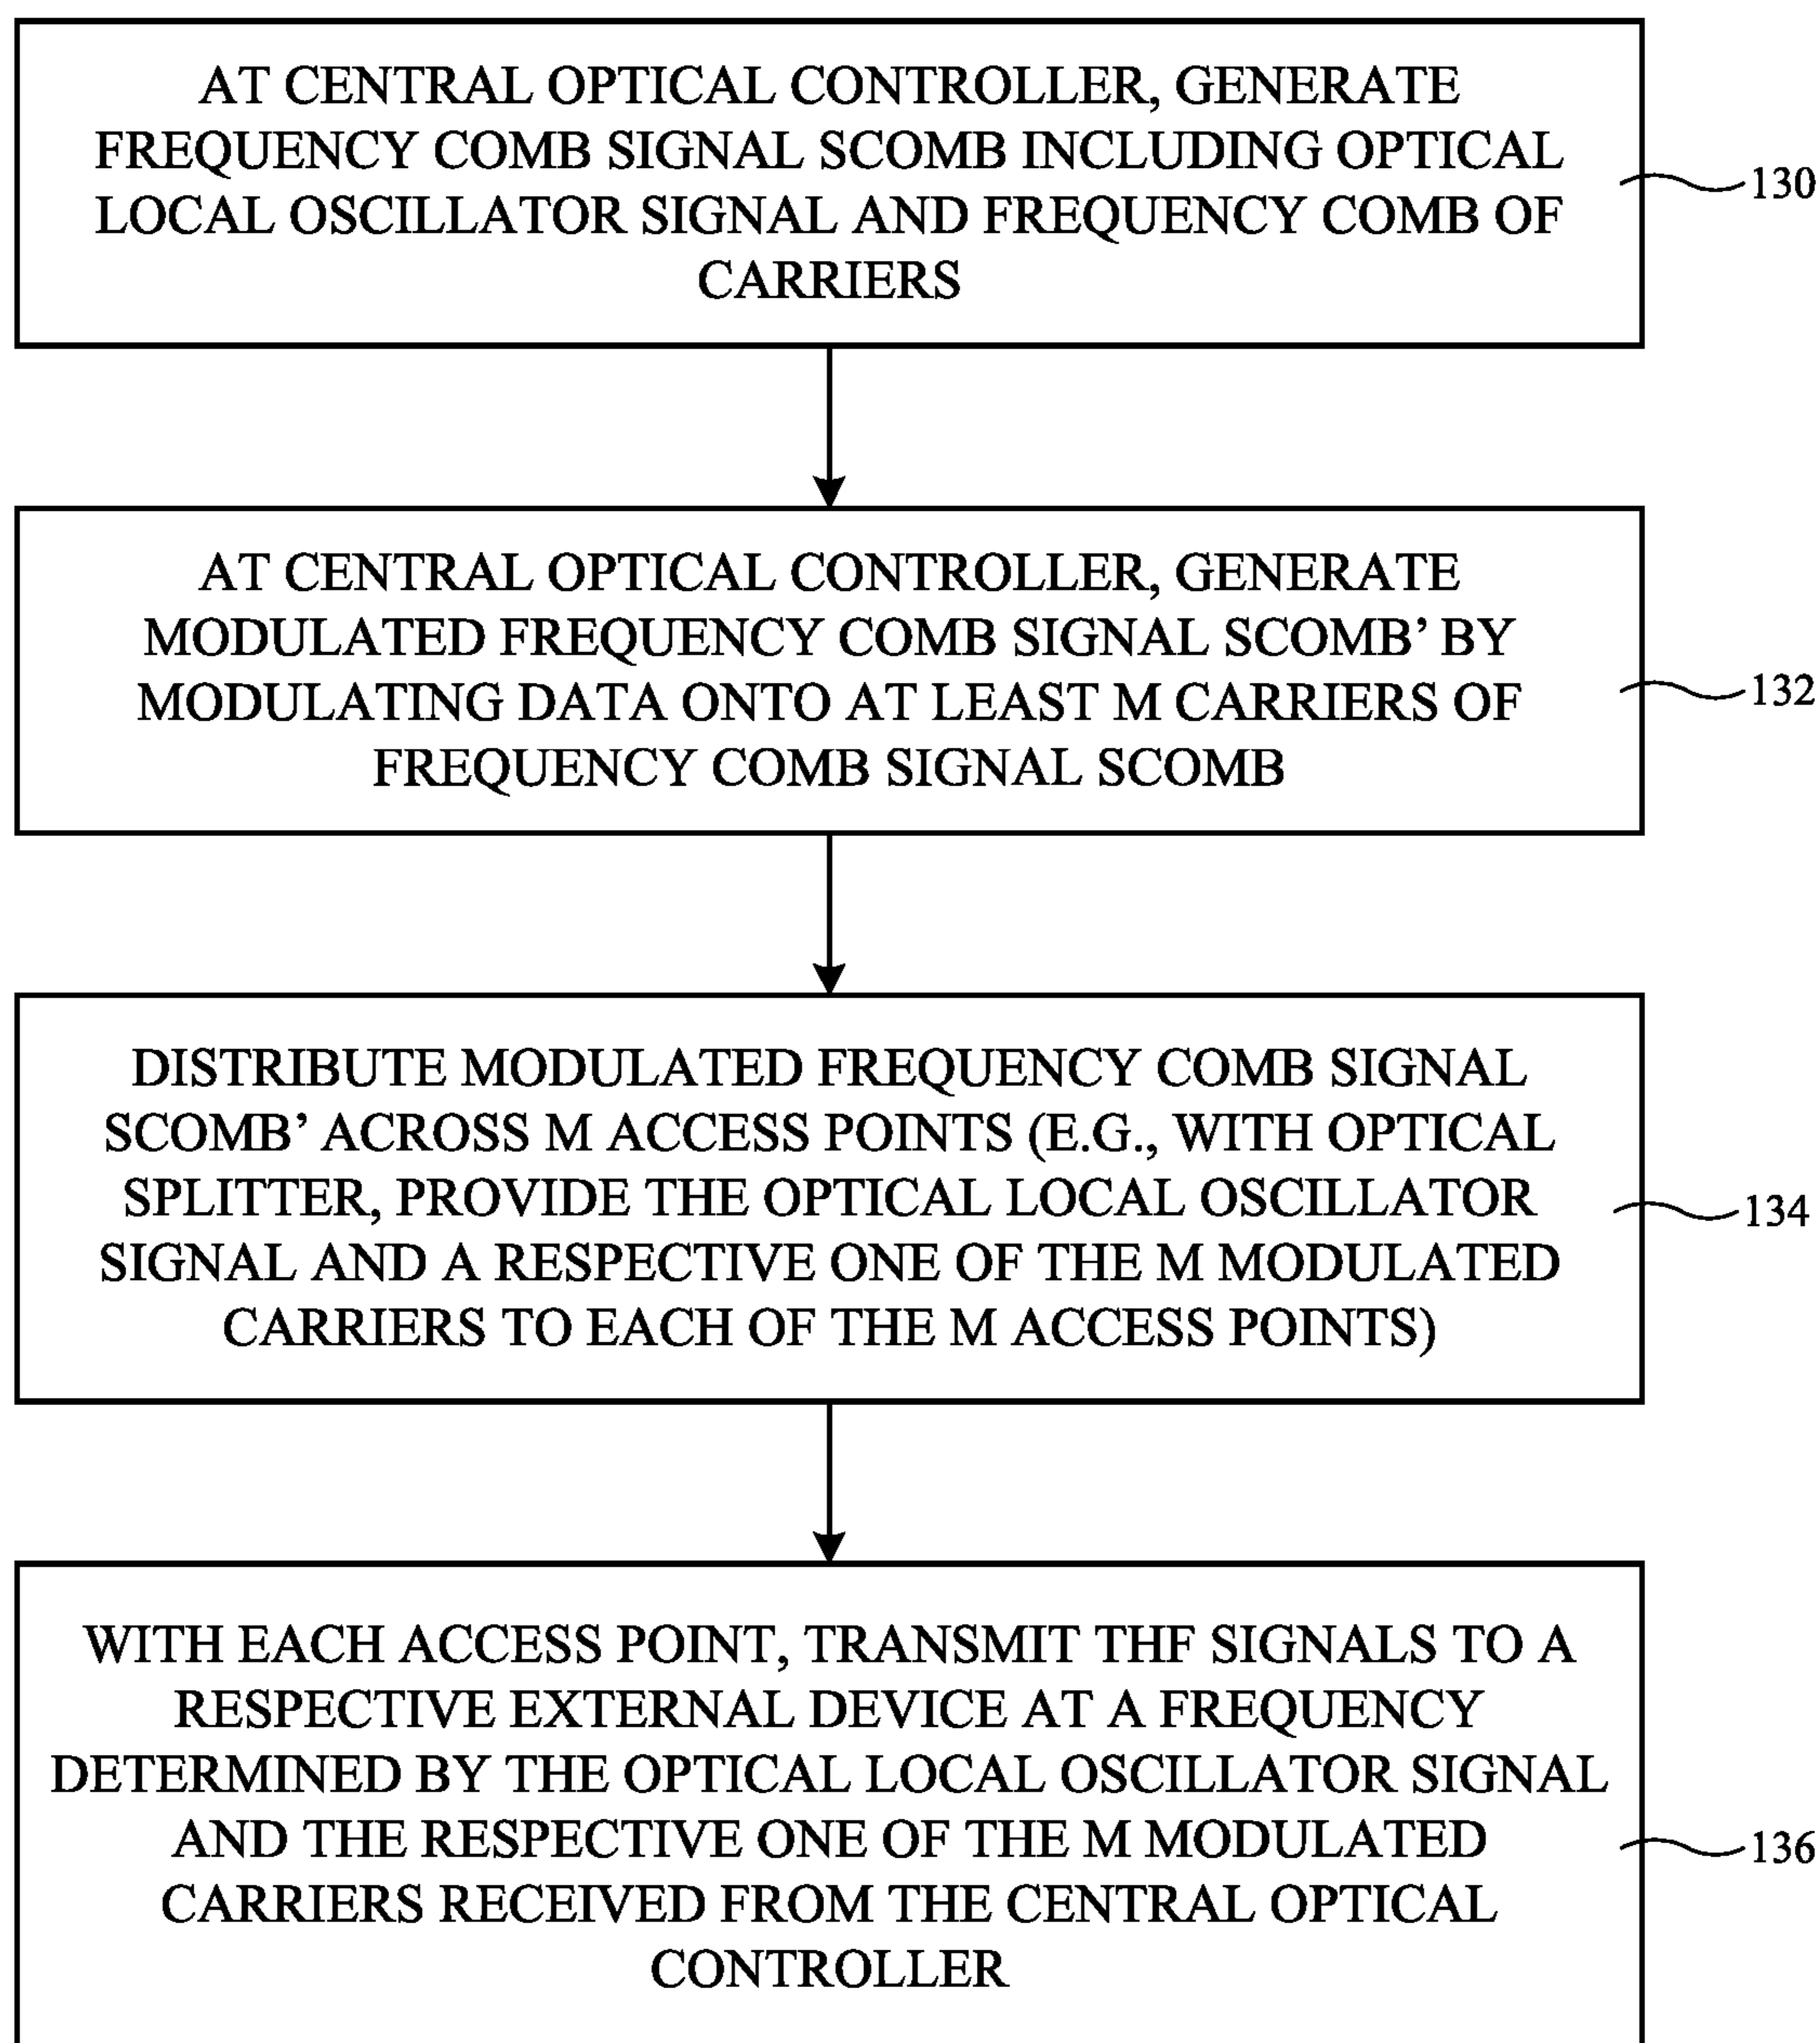 AT CENTRAL OPTICAL CONTROLLER, GENERATE
FREQUENCY COMB SIGNAL SCOMB INCLUDING OPTICAL
LOCAL OSCILLATOR SIGNAL AND FREQUENCY COMB OF
CARRIERS
130
AT CENTRAL OPTICAL CONTROLLER, GENERATE
MODULATED FREQUENCY COMB SIGNAL SCOMB’ BY
MODULATING DATA ONTO AT LEAST M CARRIERS OF
FREQUENCY COMB SIGNAL SCOMB
132
DISTRIBUTE MODULATED FREQUENCY COMB SIGNAL
SCOMB’ ACROSS M ACCESS POINTS (E.G., WITH OPTICAL
SPLITTER, PROVIDE THE OPTICAL LOCAL OSCILLATOR
SIGNAL AND A RESPECTIVE ONE OF THE M MODULATED
CARRIERS TO EACH OF THE M ACCESS POINTS)
134
WITH EACH ACCESS POINT, TRANSMIT THF SIGNALS TO A
RESPECTIVE EXTERNAL DEVICE AT A FREQUENCY
DETERMINED BY THE OPTICAL LOCAL OSCILLATOR SIGNAL
AND THE RESPECTIVE ONE OF THE M MODULATED
CARRIERS RECEIVED FROM THE CENTRAL OPTICAL
CONTROLLER
136